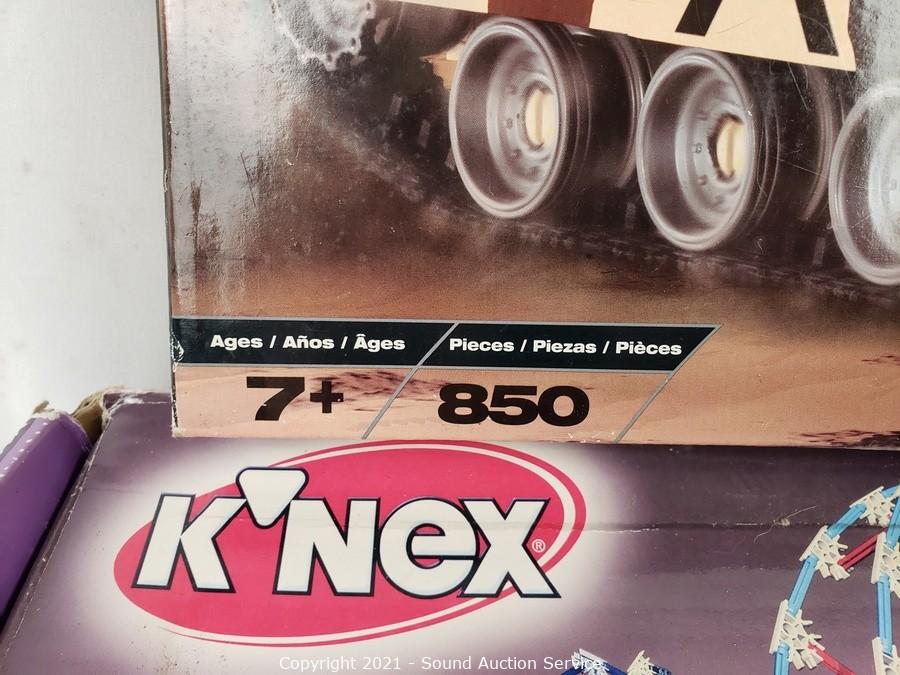 Ages / Años / Âges
Pieces / Piezas / Pièces
7+
850
K'NEX®
Copyright 2021 - Sound Auction Service